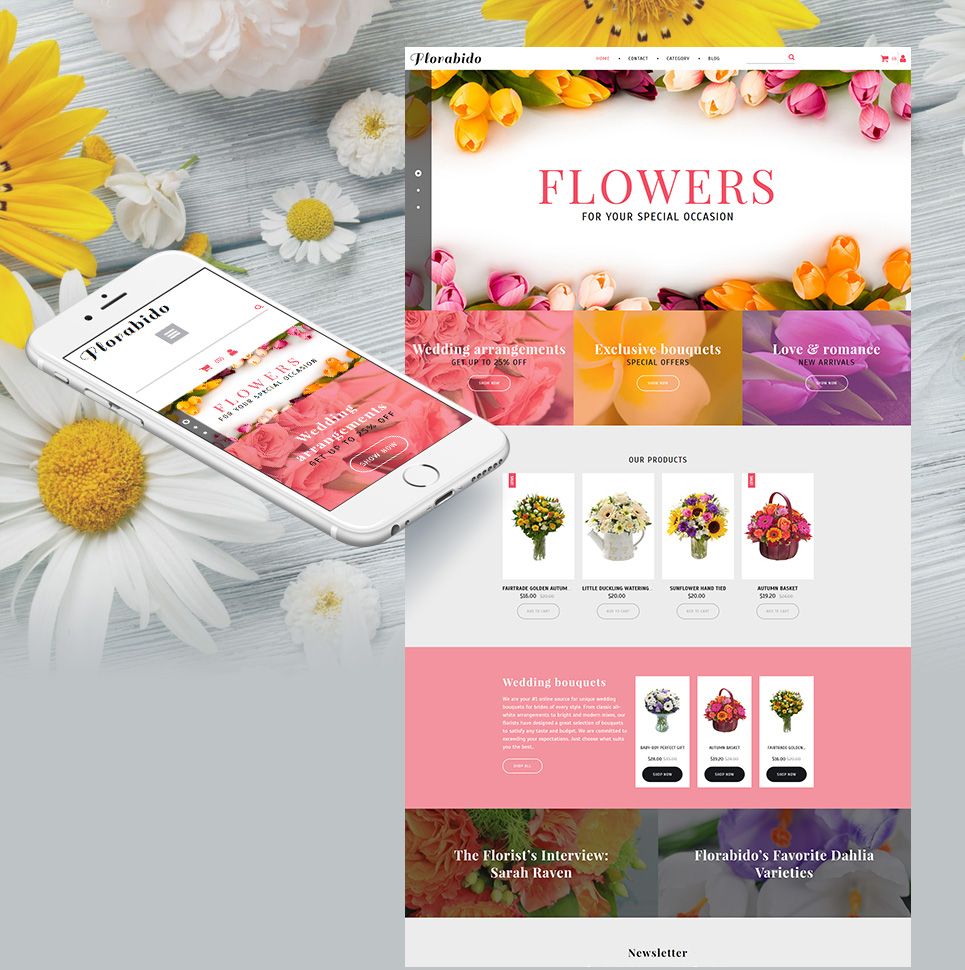 Florabido
HOME • CONTACT • CATEGORY • BLOG
FLOWERS
FOR YOUR SPECIAL OCCASION
Wedding arrangements
GET UP TO 25% OFF
SHOW NOW
Exclusive bouquets
SPECIAL OFFERS
SHOW NOW
Love & romance
NEW ARRIVALS
SHOW NOW
Florabido
(0)
FLOWERS
FOR YOUR SPECIAL OCCASION
Wedding
arrangements
GET UP TO 25% OFF
SHOW NOW
OUR PRODUCTS
FAIRTRADE GOLDEN AUTUM...
$16.00 $20.00
ADD TO CART
LITTLE DUCKLING WATERING...
$20.00
ADD TO CART
SUNFLOWER HAND TIED
$20.00
ADD TO CART
AUTUMN BASKET
$19.20 $24.00
ADD TO CART
Wedding bouquets
We are your #1 online source for unique wedding
bouquets for brides of every style. From classic all-
white arrangements to bright and modern mixes, our
florists have designed a great selection of bouquets
to satisfy any taste and budget. We are committed to
exceeding your expectations. Just choose what suits
you the best..
SHOP ALL
BABY-BOY PERFECT GIFT
$28.00 $35.00
SHOP NOW
AUTUMN BASKET
$19.20 $24.00
SHOP NOW
FAIRTRADE GOLDEN...
$16.00 $20.00
SHOP NOW
The Florist's Interview:
Sarah Raven
Florabido's Favorite Dahlia
Varieties
Newsletter